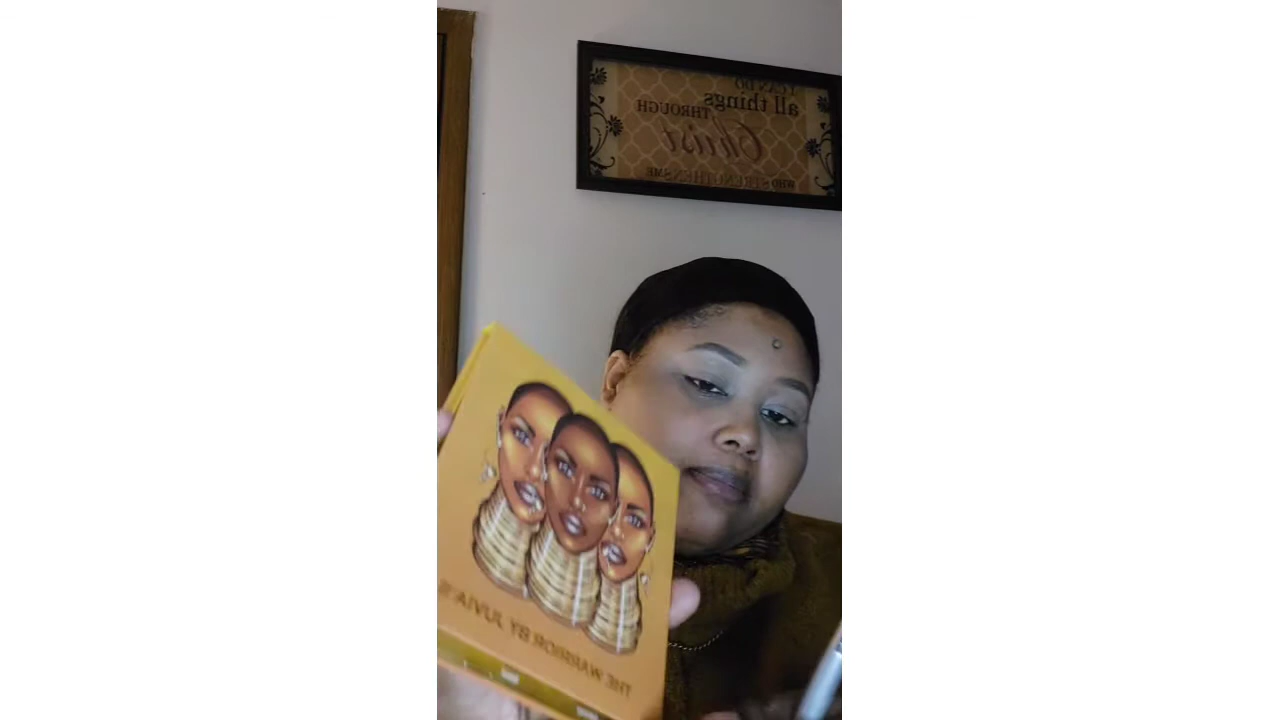 I CAN DO
all things
THROUGH
Christ
WHO STRENGTHENS ME
THE WARRIOR BY JUVIA'S